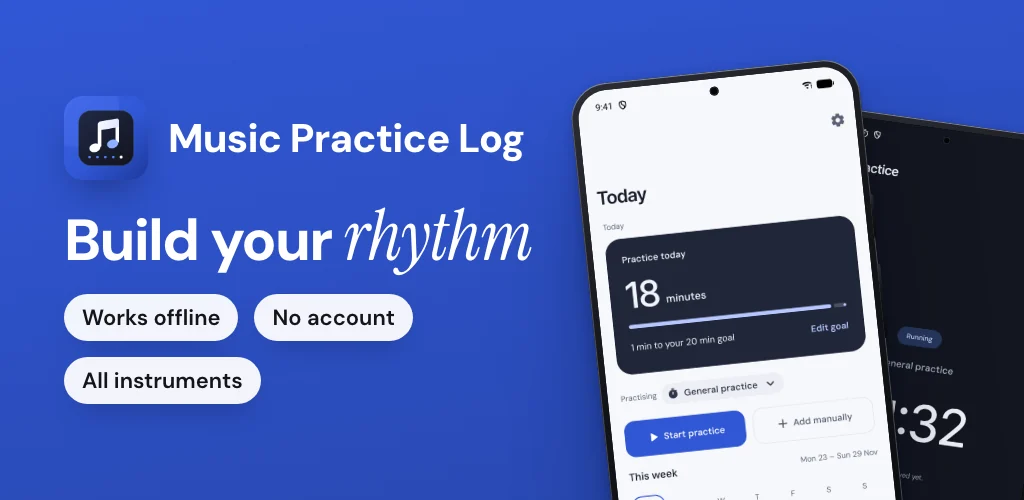 Music Practice Log
Build your rhythm
Works offline
No account
All instruments
9:41
Today
Today
Practice today
18 minutes
1 min to your 20 min goal
Edit goal
Practising
General practice
Start practice
Add manually
This week
Mon 23 – Sun 29 Nov
T
F
S
S
Running
practice
:32
yet.